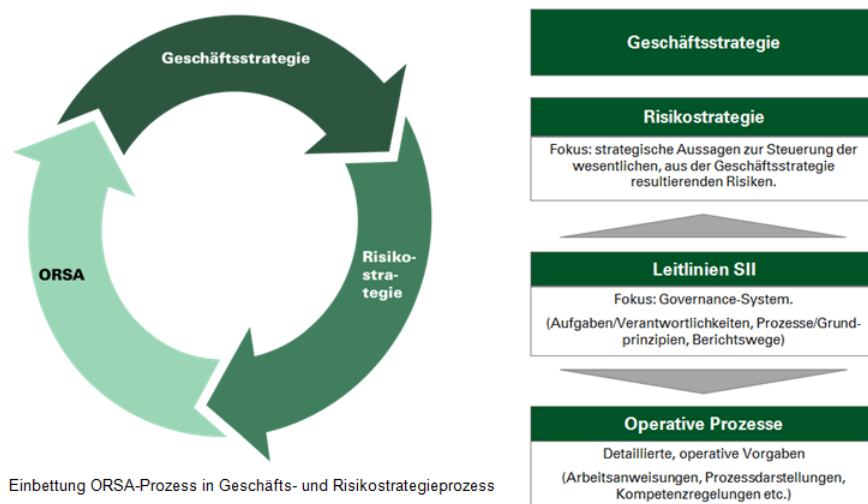 Geschäftsstrategie
Risiko-
stra-
tegie
ORSA
Einbettung ORSA-Prozess in Geschäfts- und Risikostrategieprozess
Geschäftsstrategie
Risikostrategie
Fokus: strategische Aussagen zur Steuerung der
wesentlichen, aus der Geschäftsstrategie
resultierenden Risiken.
Leitlinien SII
Fokus: Governance-System.
(Aufgaben/Verantwortlichkeiten, Prozesse/Grund-
prinzipien, Berichtswege)
Operative Prozesse
Detaillierte, operative Vorgaben
(Arbeitsanweisungen, Prozessdarstellungen,
Kompetenzregelungen etc.)